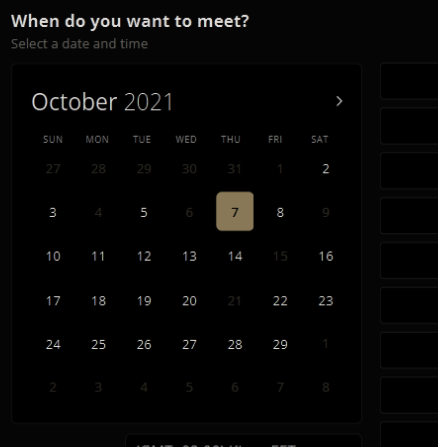 When do you want to meet?
Select a date and time
October 2021 >
SUN MON TUE WED THU FRI SAT
27 28 29 30 31 1 2
3 4 5 6 7 8 9
10 11 12 13 14 15 16
17 18 19 20 21 22 23
24 25 26 27 28 29 1
2 3 4 5 6 7 8